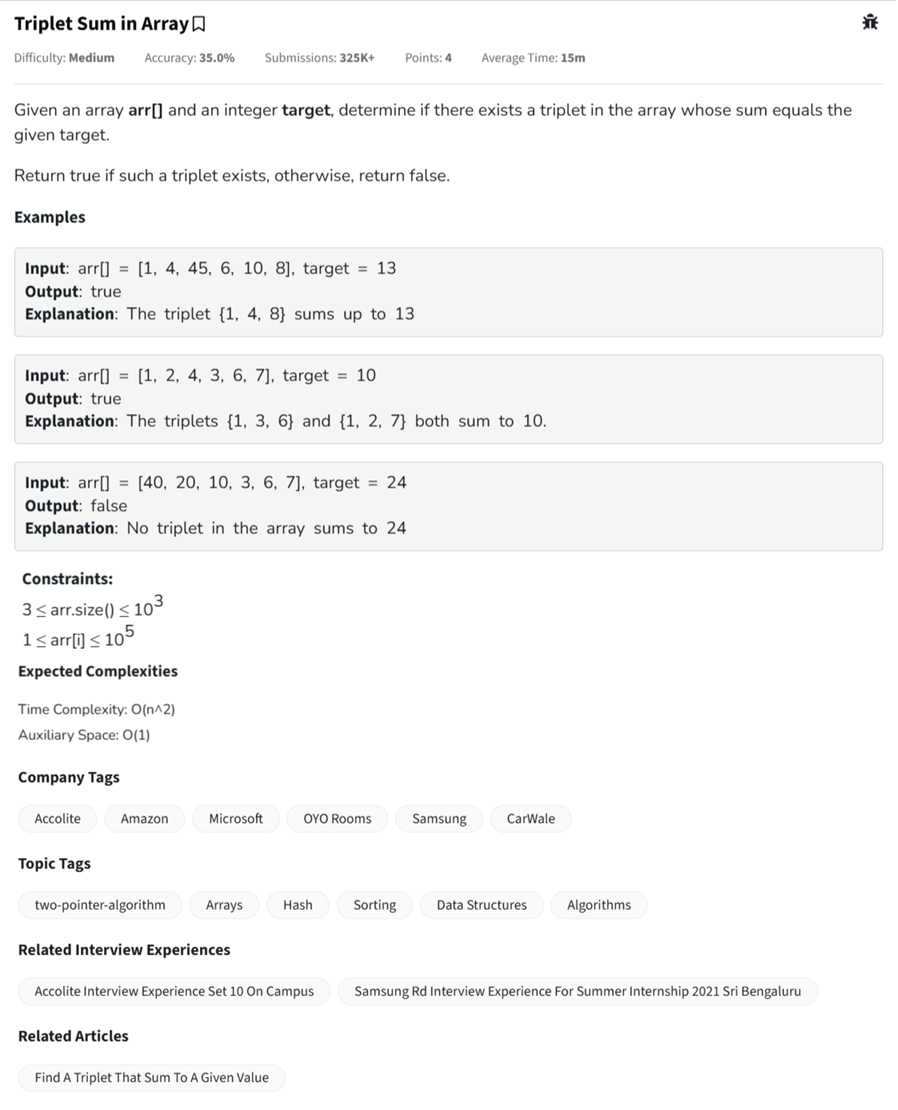 Triplet Sum in Array
Difficulty: Medium Accuracy: 35.0% Submissions: 325K+ Points: 4 Average Time: 15m
Given an array arr[] and an integer target, determine if there exists a triplet in the array whose sum equals the
given target.
Return true if such a triplet exists, otherwise, return false.
Examples
Input: arr[] = [1, 4, 45, 6, 10, 8], target = 13
Output: true
Explanation: The triplet {1, 4, 8} sums up to 13
Input: arr[] = [1, 2, 4, 3, 6, 7], target = 10
Output: true
Explanation: The triplets {1, 3, 6} and {1, 2, 7} both sum to 10.
Input: arr[] = [40, 20, 10, 3, 6, 7], target = 24
Output: false
Explanation: No triplet in the array sums to 24
Constraints:
3 ≤ arr.size() ≤ 10³
1 ≤ arr[i] ≤ 10⁵
Expected Complexities
Time Complexity: O(n^2)
Auxiliary Space: O(1)
Company Tags
Accolite Amazon Microsoft OYO Rooms Samsung CarWale
Topic Tags
two-pointer-algorithm Arrays Hash Sorting Data Structures Algorithms
Related Interview Experiences
Accolite Interview Experience Set 10 On Campus Samsung Rd Interview Experience For Summer Internship 2021 Sri Bengaluru
Related Articles
Find A Triplet That Sum To A Given Value